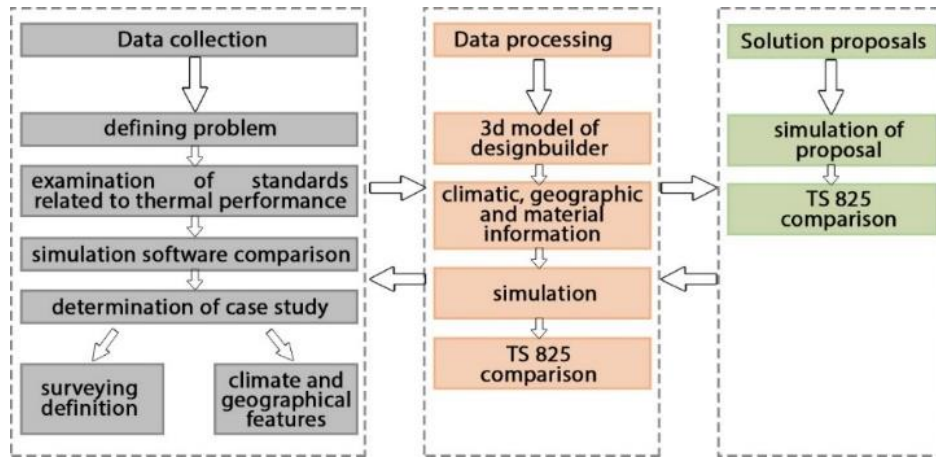 Data collection
defining problem
examination of standards
related to thermal performance
simulation software comparison
determination of case study
surveying
definition
climate and
geographical
features
Data processing
3d model of
designbuilder
climatic, geographic
and material
information
simulation
TS 825
comparison
Solution proposals
simulation of
proposal
TS 825
comparison